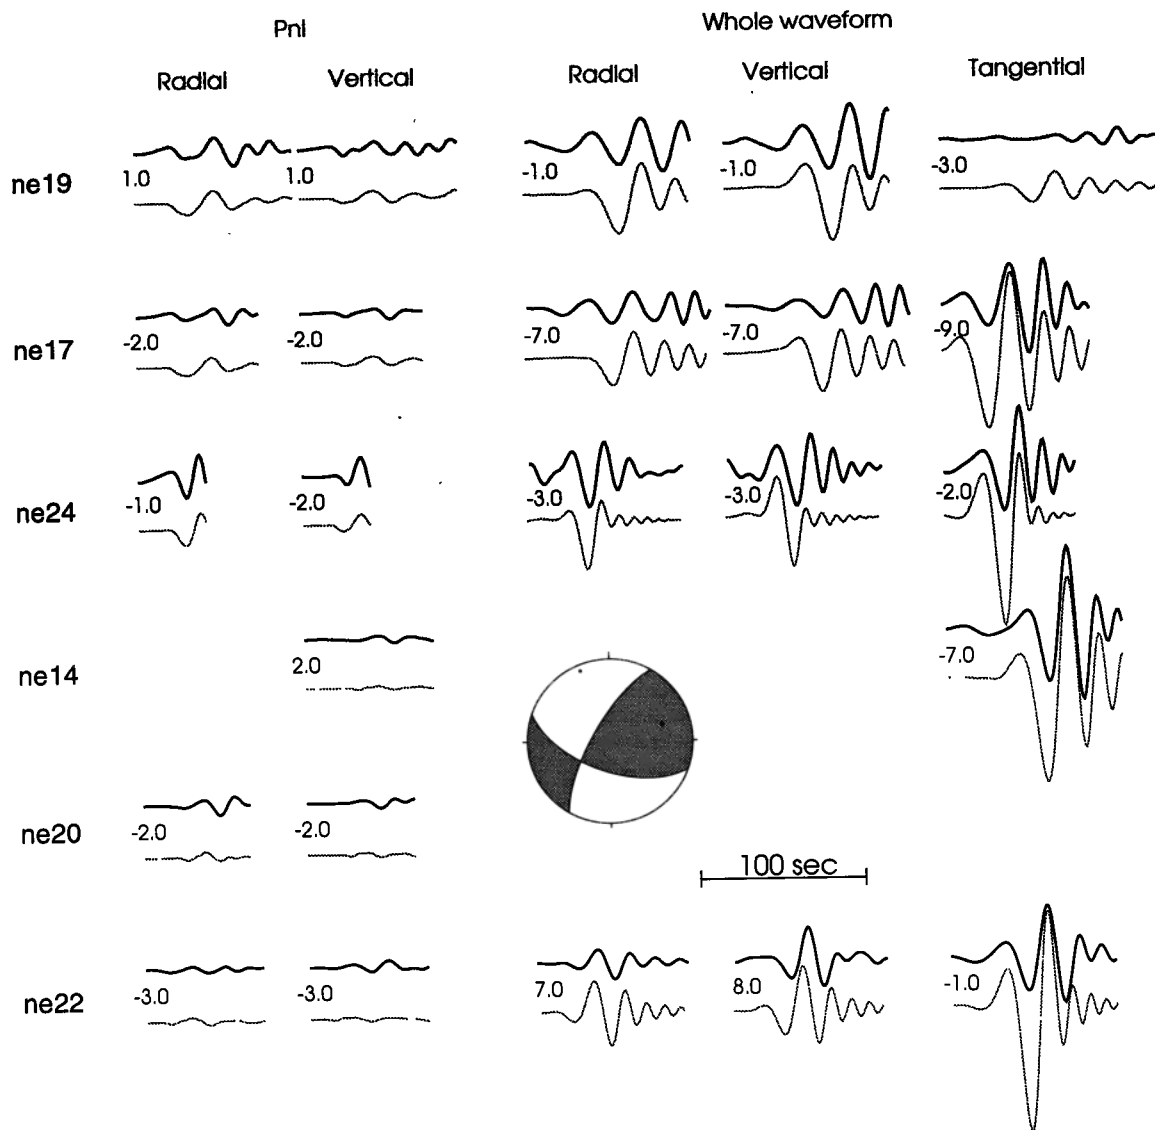 Pnl
Whole waveform
Radial Vertical Radial Vertical Tangential
ne19 1.0 1.0 -1.0 -1.0 -3.0
ne17 -2.0 -2.0 -7.0 -7.0 -9.0
ne24 -1.0 -2.0 -3.0 -3.0 -2.0
ne14 2.0 -7.0
ne20 -2.0 -2.0
100 sec
ne22 -3.0 -3.0 7.0 8.0 -1.0